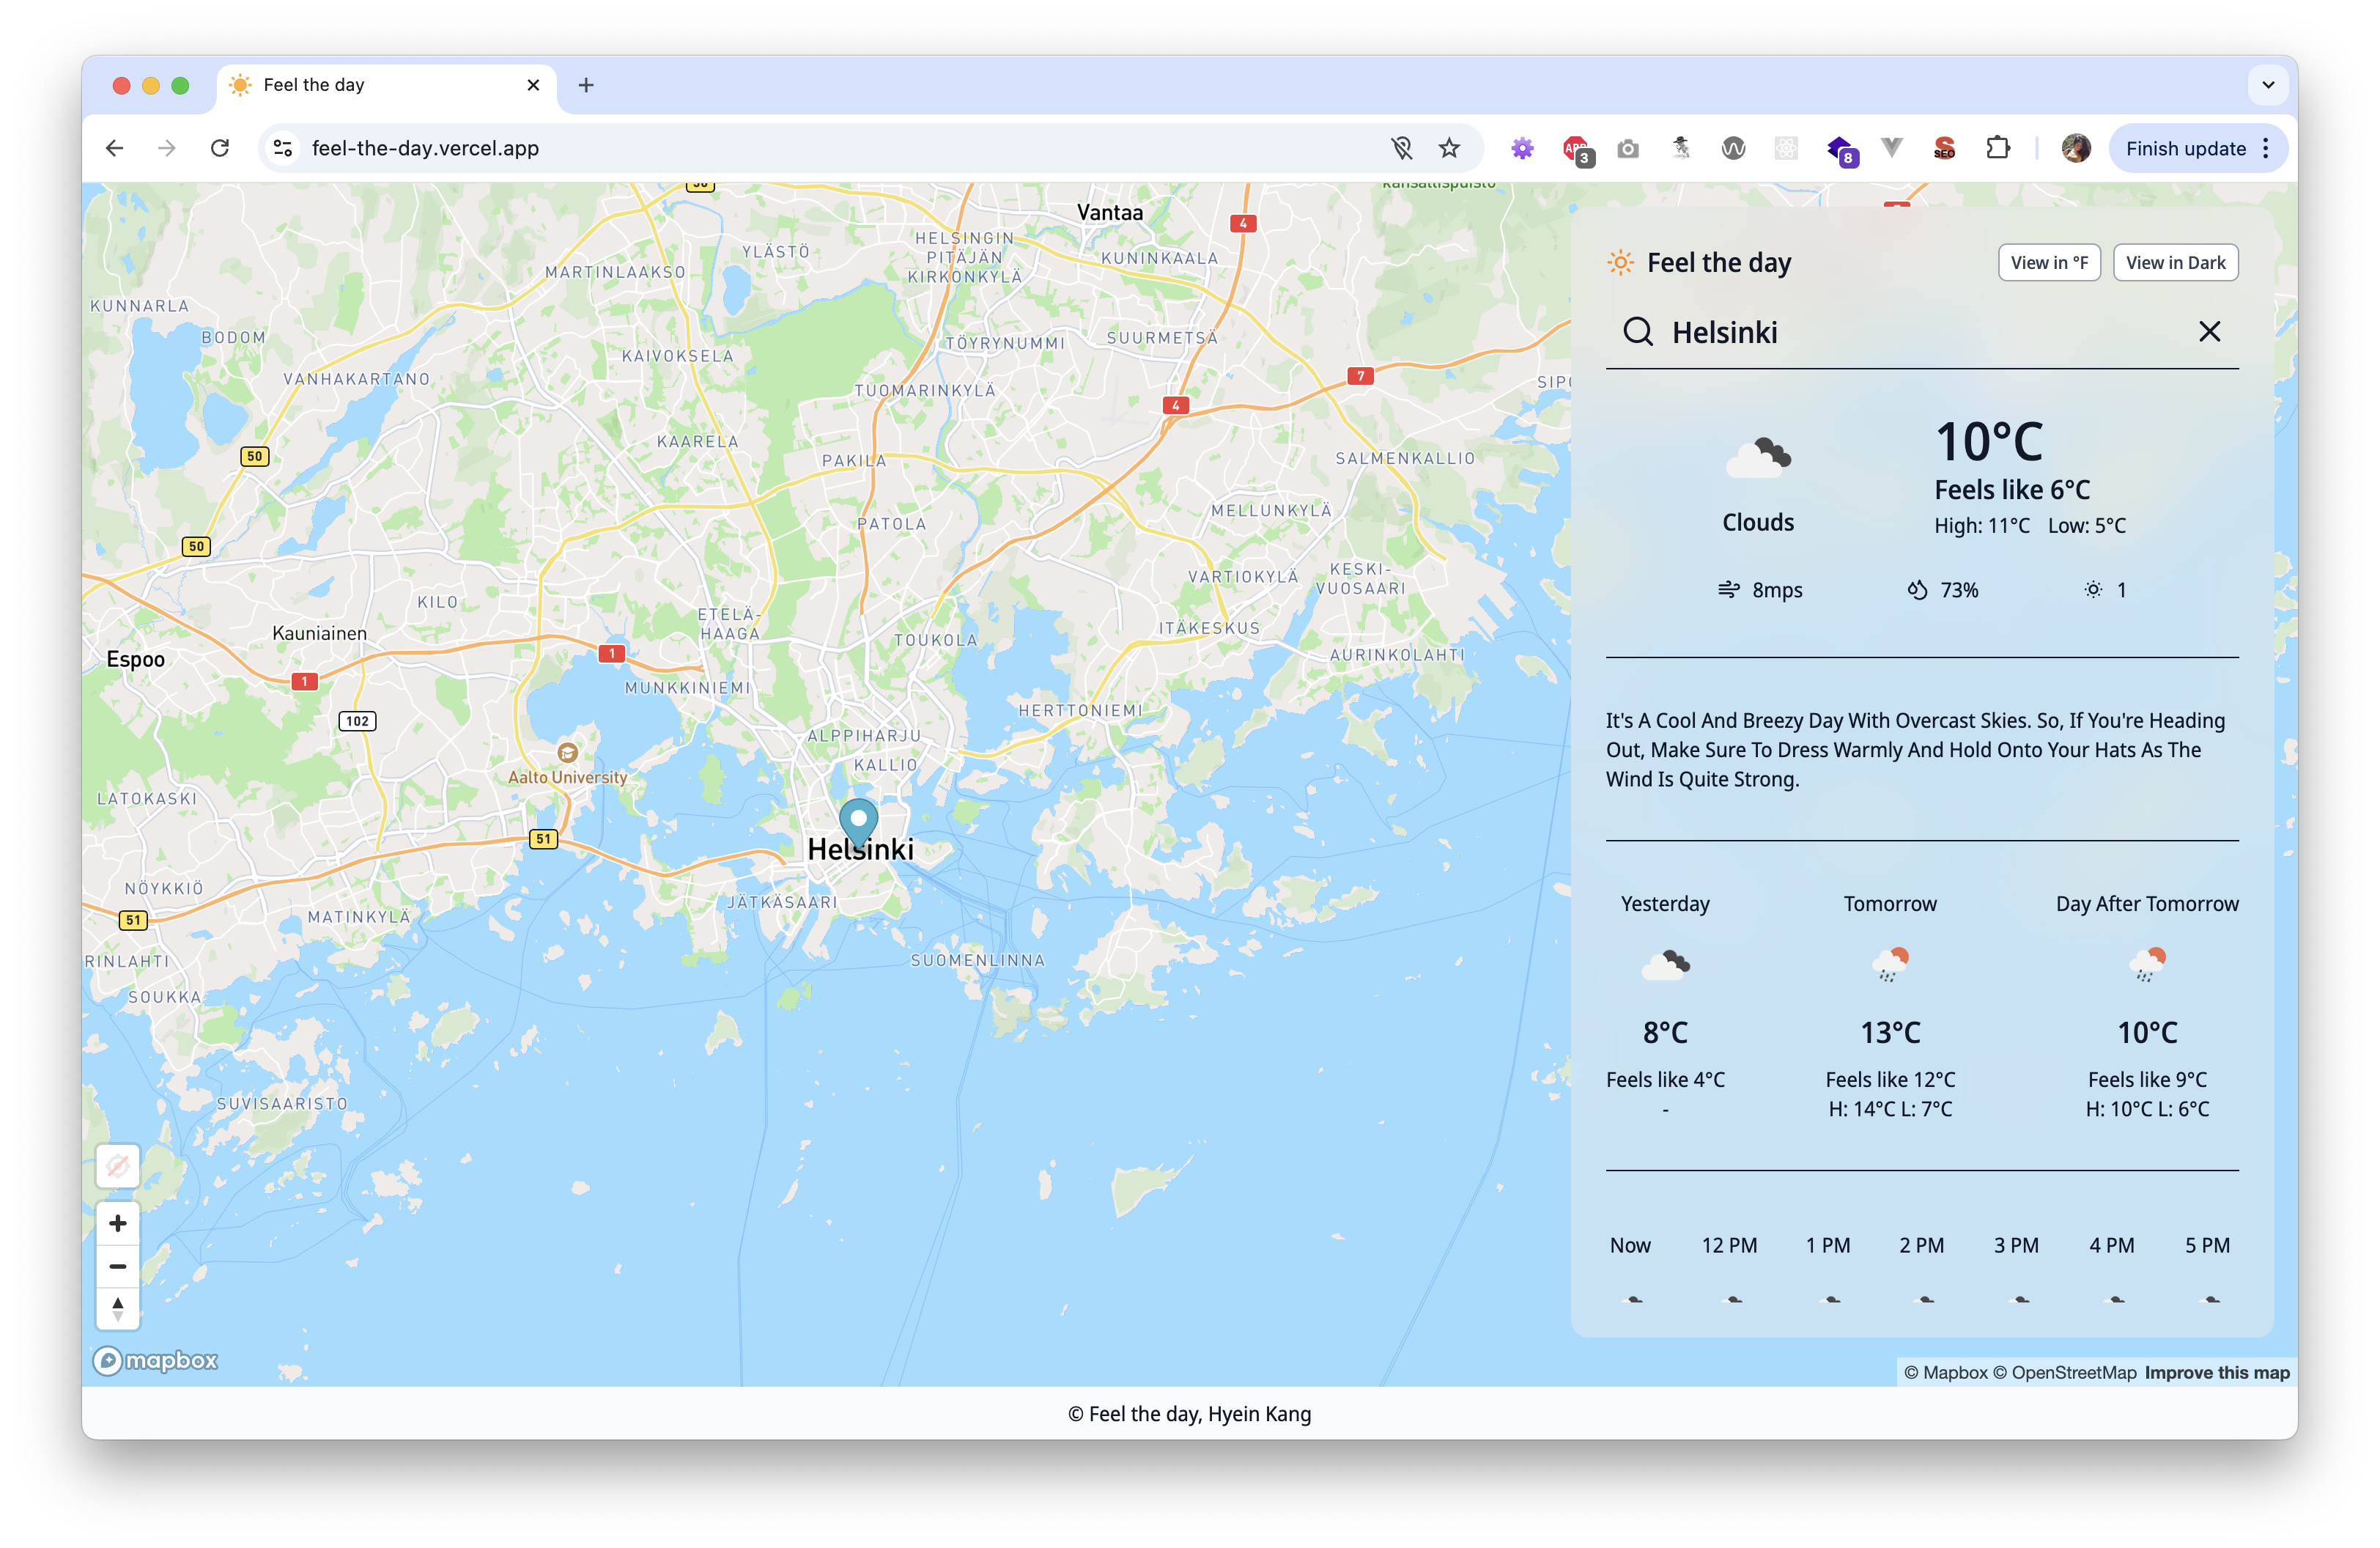 Feel the day
feel-the-day.vercel.app
ABP
3
8
SEO
Finish update
Vantaa
4
YLÄSTÖ
HELSINGIN
PITÄJÄN
KIRKONKYLÄ
KUNINKAALA
MARTINLAAKSO
KUNNARLA
BODOM
TÖYRYNUMMI
SUURMETSÄ
KAIVOKSELA
VANHAKARTANO
TUOMARINKYLÄ
7
4
KAARELA
50
PAKILA
SALMENKALLIO
MELLUNKYLÄ
PATOLA
50
VARTIOKYLÄ
KESKI-
VUOSAARI
KILO
ETELÄ-
HAAGA
TOUKOLA
ITÄKESKUS
Kauniainen
Espoo
1
1
AURINKOLAHTI
MUNKKINIEMI
102
HERTTONIEMI
ALPPIHARJU
KALLIO
Aalto University
LATOKASKI
51
Helsinki
NÖYKKIÖ
JÄTKÄSAARI
51
MATINKYLÄ
RINLAHTI
SUOMENLINNA
SOUKKA
SUVISAARISTO
mapbox
Feel the day
View in °F
View in Dark
Helsinki
10°C
Feels like 6°C
Clouds
High: 11°C Low: 5°C
8mps
73%
1
It's A Cool And Breezy Day With Overcast Skies. So, If You're Heading
Out, Make Sure To Dress Warmly And Hold Onto Your Hats As The
Wind Is Quite Strong.
Yesterday
Tomorrow
Day After Tomorrow
8°C
13°C
10°C
Feels like 4°C
Feels like 12°C
Feels like 9°C
-
H: 14°C L: 7°C
H: 10°C L: 6°C
Now
12 PM
1 PM
2 PM
3 PM
4 PM
5 PM
© Mapbox © OpenStreetMap Improve this map
© Feel the day, Hyein Kang